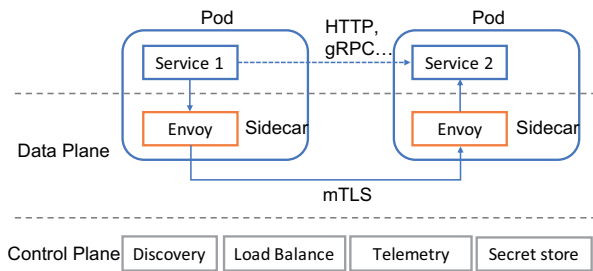 Pod
Pod
HTTP,
gRPC...
Service 1
Service 2
Envoy
Sidecar
Envoy
Sidecar
Data Plane
mTLS
Control Plane
Discovery
Load Balance
Telemetry
Secret store